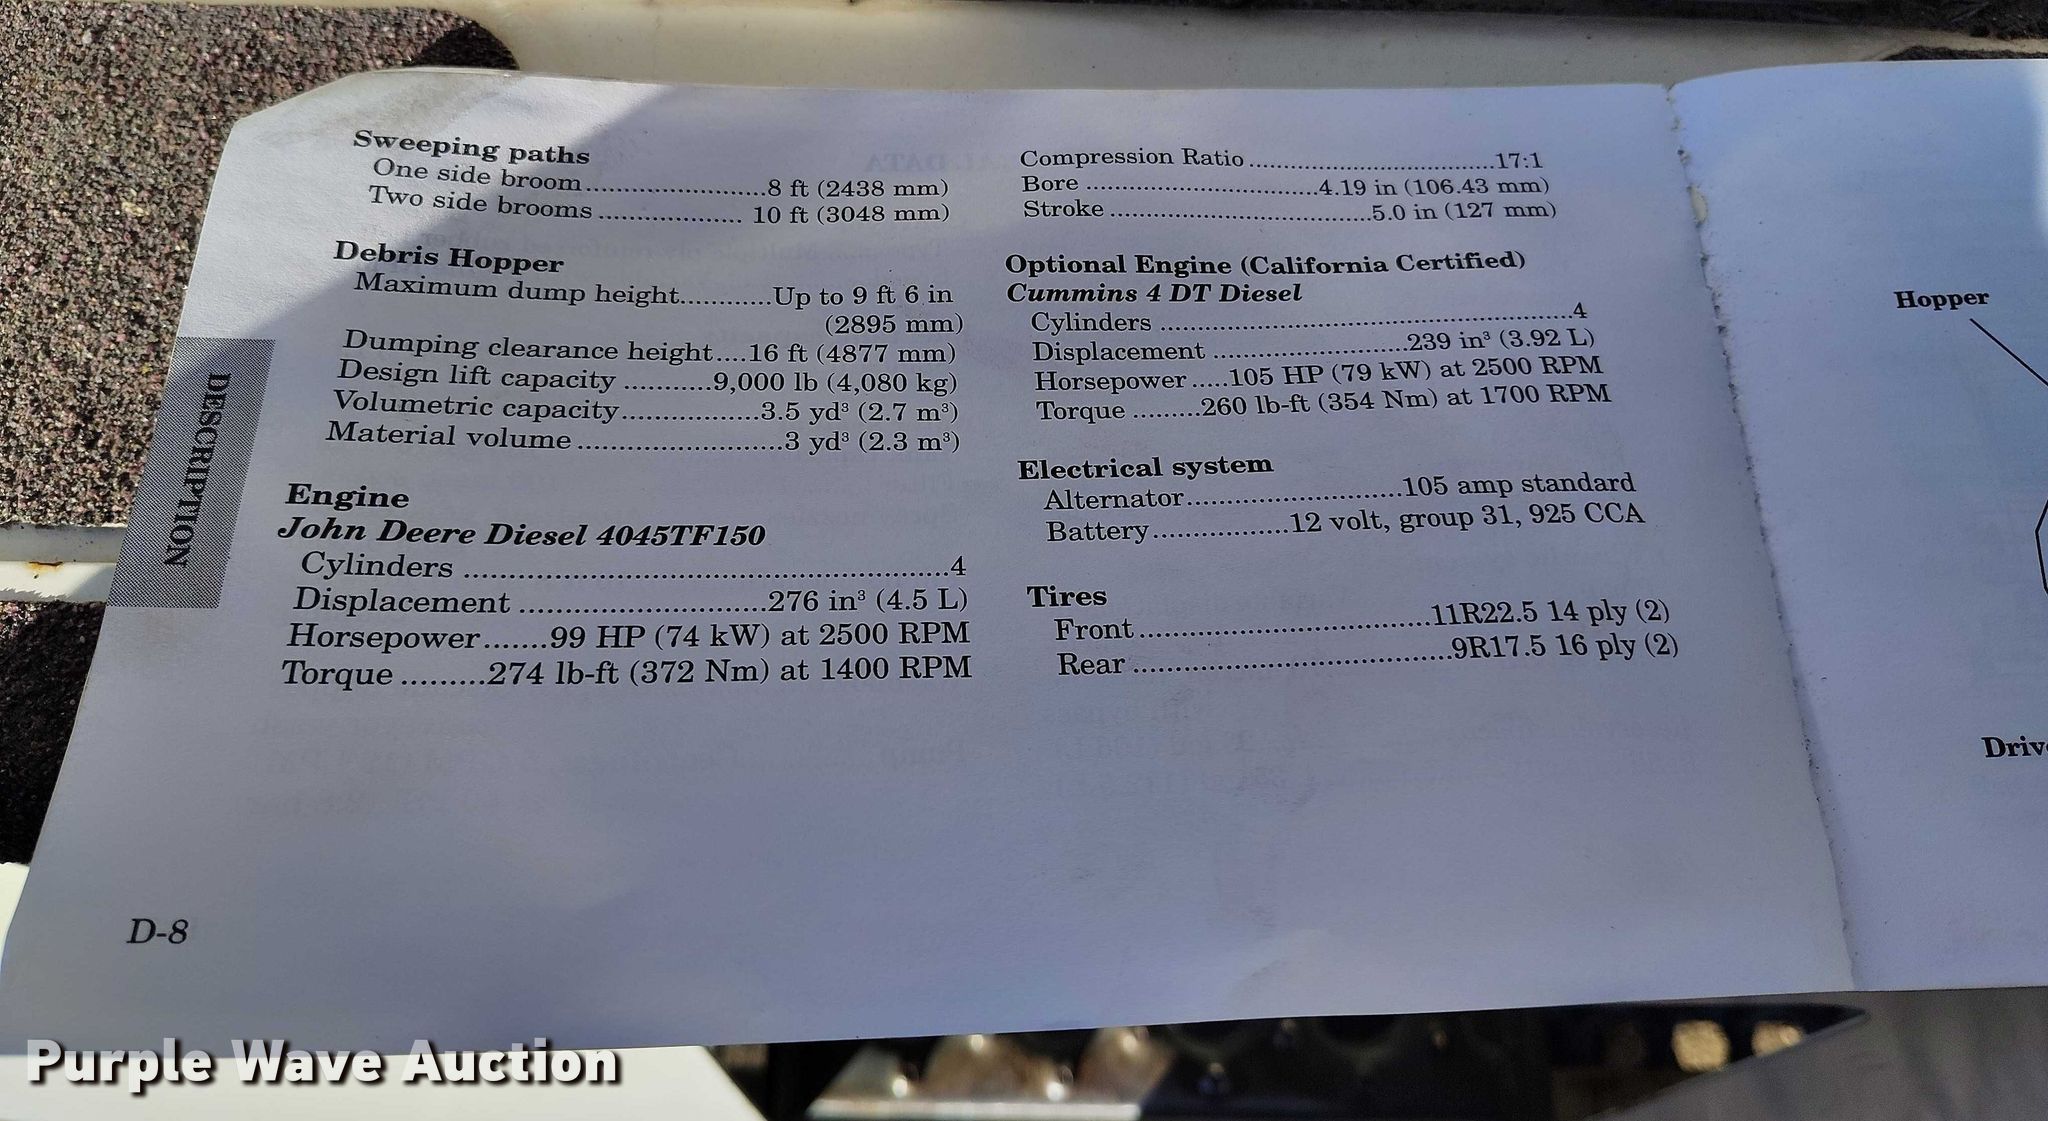 Sweeping paths
One side broom......................8 ft (2438 mm)
Two side brooms.................. 10 ft (3048 mm)
Debris Hopper
Maximum dump height............Up to 9 ft 6 in
(2895 mm)
Dumping clearance height....16 ft (4877 mm)
Design lift capacity ...........9,000 lb (4,080 kg)
Volumetric capacity.................3.5 yd³ (2.7 m³)
Material volume.........................3 yd³ (2.3 m³)
Engine
John Deere Diesel 4045TF150
Cylinders ......................................................4
Displacement ...........................276 in³ (4.5 L)
Horsepower.......99 HP (74 kW) at 2500 RPM
Torque .........274 lb-ft (372 Nm) at 1400 RPM
Compression Ratio.................................17:1
Bore ...............................4.19 in (106.43 mm)
Stroke...................................5.0 in (127 mm)
Optional Engine (California Certified)
Cummins 4 DT Diesel
Cylinders ......................................................4
Displacement ..........................239 in³ (3.92 L)
Horsepower.....105 HP (79 kW) at 2500 RPM
Torque .........260 lb-ft (354 Nm) at 1700 RPM
Electrical system
Alternator............................105 amp standard
Battery.................12 volt, group 31, 925 CCA
Tires
Front.....................................11R22.5 14 ply (2)
Rear........................................9R17.5 16 ply (2)
DESCRIPTION
D-8
Hopper
Purple Wave Auction